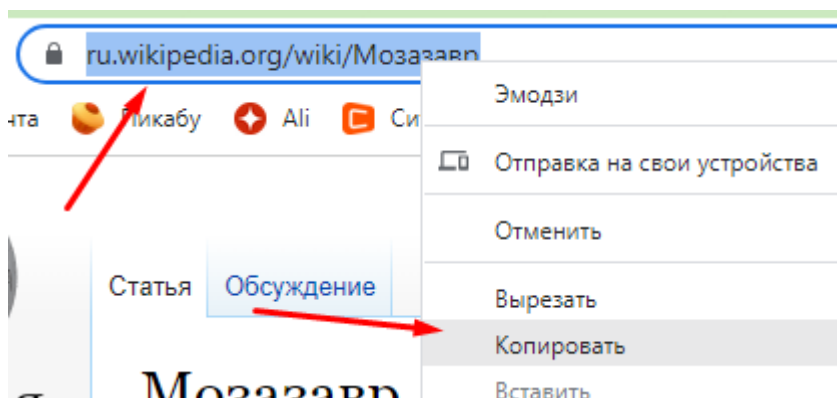 ru.wikipedia.org/wiki/Мозазавр
нта Пикабу Ali Си
Эмодзи
Отправка на свои устройства
Отменить
Статья Обсуждение
Вырезать
Копировать
Мозазавр
Вставить